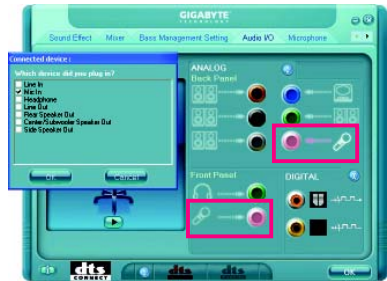 GIGABYTE
TECHNOLOGY
Sound Effect Mixer Bass Management Setting Audio I/O Microphone
Connected device :
Which device did you plug in?
Line In
Mic In
Headphone
Line Out
Rear Speaker Out
Center/Subwoofer Speaker Out
Side Speaker Out
OK Cancel
ANALOG
Back Panel
Front Panel
DIGITAL
dts
CONNECT
dts
dts
OK